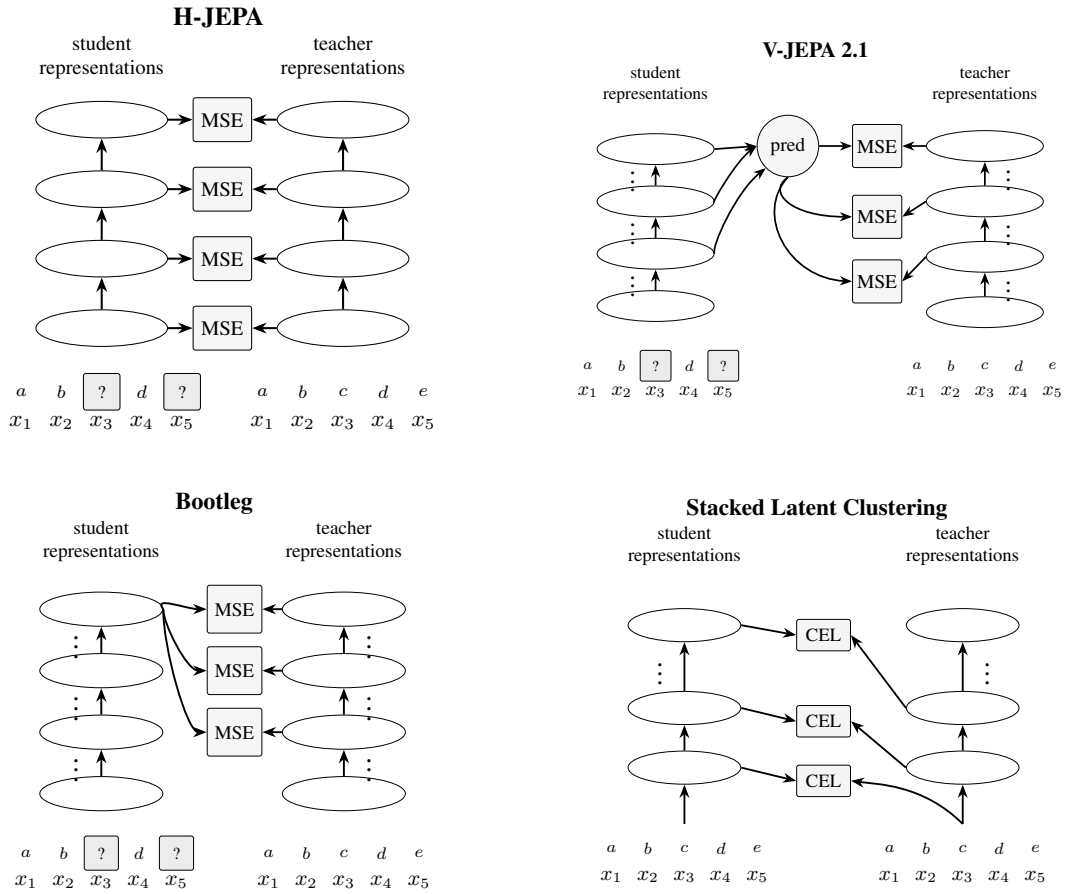 H-JEPA
student
representations
teacher
representations
MSE
MSE
MSE
MSE
a b ? d ? a b c d e
x₁ x₂ x₃ x₄ x₅ x₁ x₂ x₃ x₄ x₅
V-JEPA 2.1
student
representations
teacher
representations
pred
MSE
MSE
MSE
a b ? d ? a b c d e
x₁ x₂ x₃ x₄ x₅ x₁ x₂ x₃ x₄ x₅
Bootleg
student
representations
teacher
representations
MSE
MSE
MSE
a b ? d ? a b c d e
x₁ x₂ x₃ x₄ x₅ x₁ x₂ x₃ x₄ x₅
Stacked Latent Clustering
student
representations
teacher
representations
CEL
CEL
CEL
a b c d e a b c d e
x₁ x₂ x₃ x₄ x₅ x₁ x₂ x₃ x₄ x₅